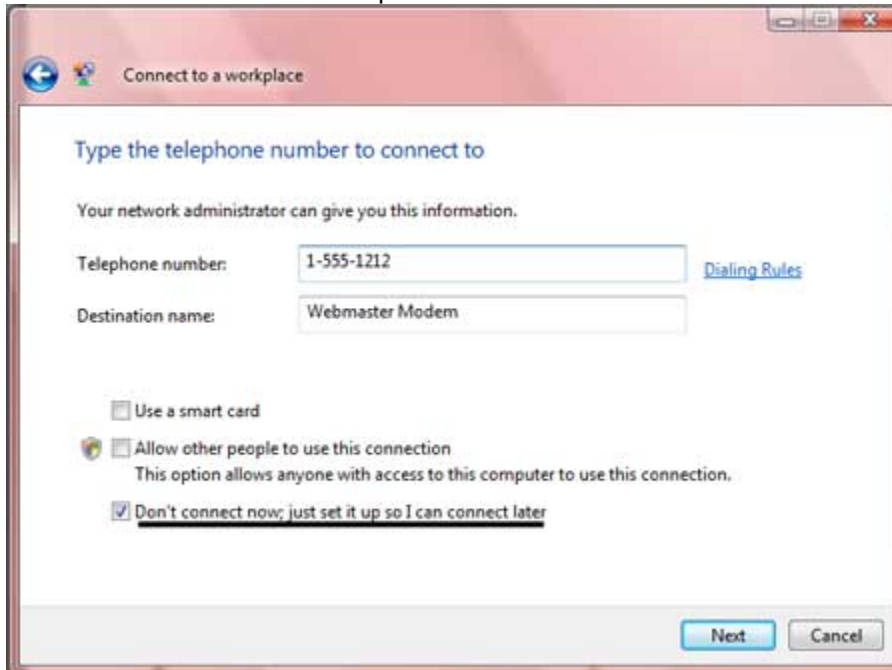 Connect to a workplace
Type the telephone number to connect to
Your network administrator can give you this information.
Telephone number: 1-555-1212 Dialing Rules
Destination name: Webmaster Modem
Use a smart card
Allow other people to use this connection
This option allows anyone with access to this computer to use this connection.
Don't connect now; just set it up so I can connect later
Next Cancel